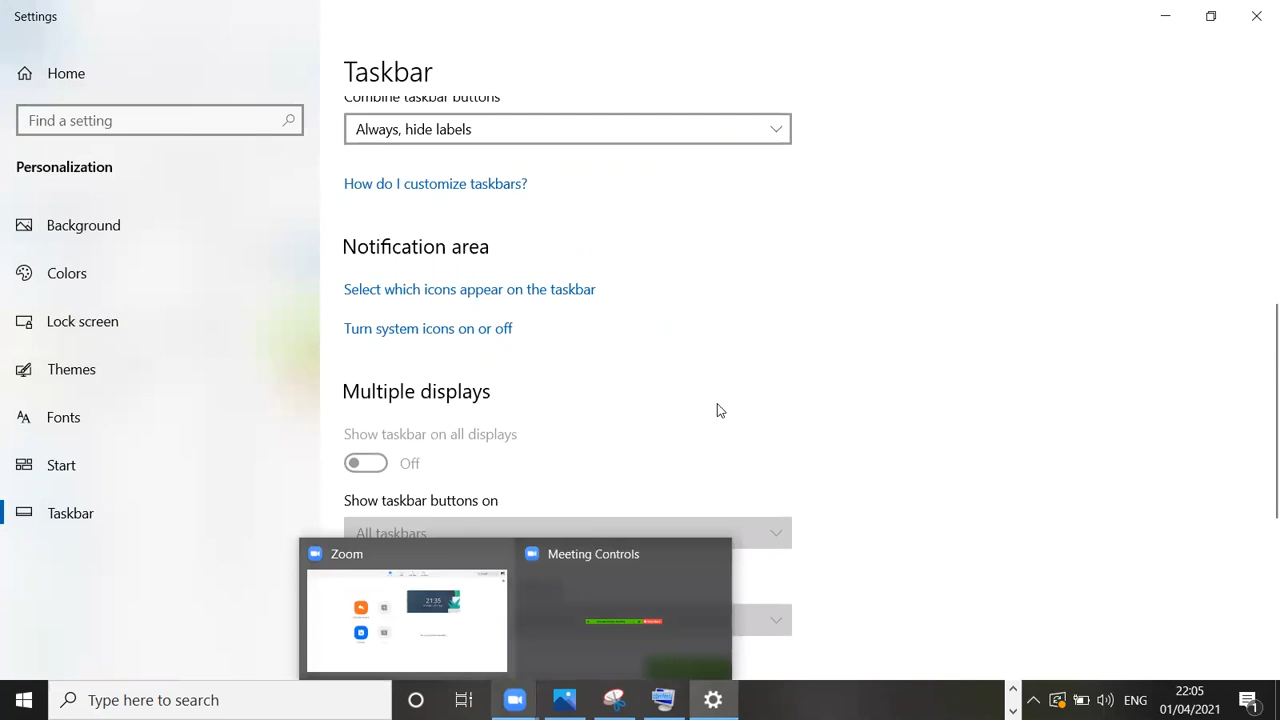 Settings
Home
Find a setting
Personalization
Background
Colors
Lock screen
Themes
Fonts
Start
Taskbar
Taskbar
Combine taskbar buttons
Always, hide labels
How do I customize taskbars?
Notification area
Select which icons appear on the taskbar
Turn system icons on or off
Multiple displays
Show taskbar on all displays
Off
Show taskbar buttons on
All taskbars
Zoom
Meeting Controls
21:35
Type here to search
ENG
22:05
01/04/2021
1